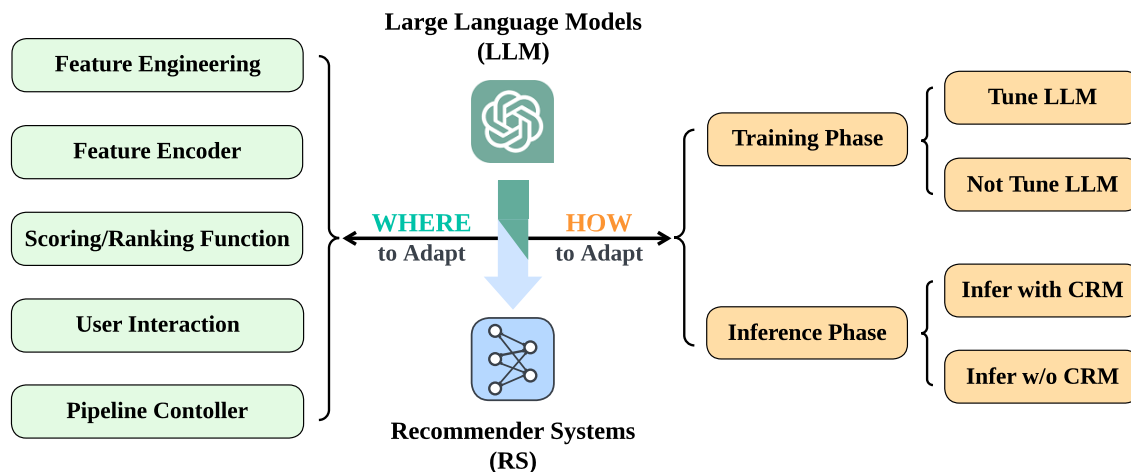 Large Language Models
(LLM)
Feature Engineering
Feature Encoder
Scoring/Ranking Function
User Interaction
Pipeline Contoller
WHERE
to Adapt
HOW
to Adapt
Training Phase
Tune LLM
Not Tune LLM
Inference Phase
Infer with CRM
Infer w/o CRM
Recommender Systems
(RS)